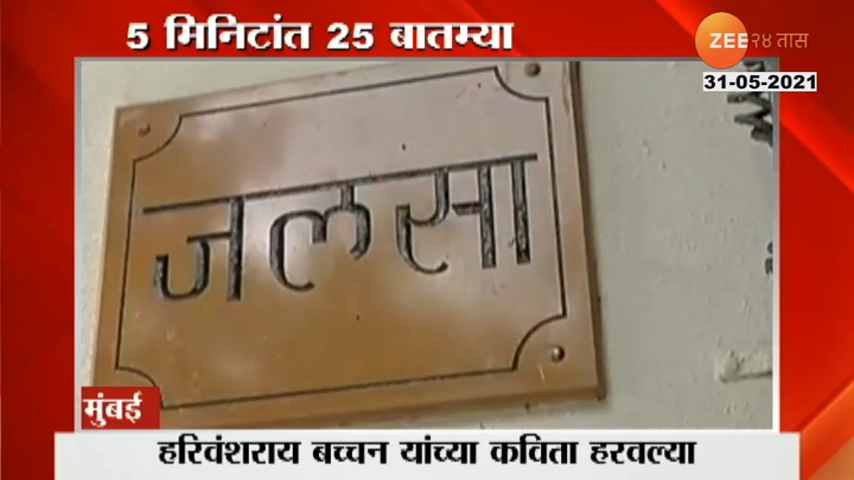 5 मिनिटांत 25 बातम्या
ZEE २४ तास
31-05-2021
जलसा
मुंबई
हरिवंशराय बच्चन यांच्या कविता हरवल्या